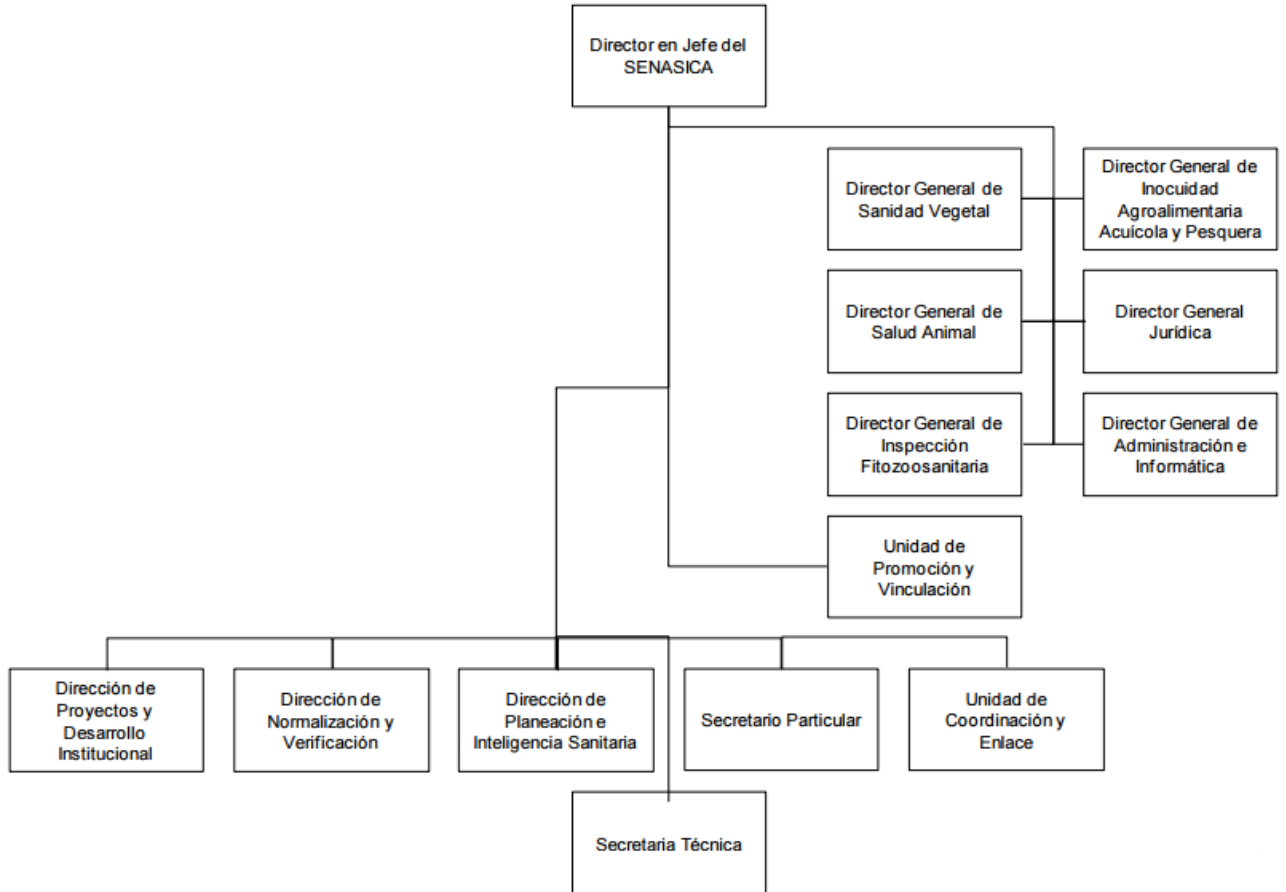 Director en Jefe del
SENASICA
Director General de
Sanidad Vegetal
Director General de
Inocuidad
Agroalimentaria
Acuícola y Pesquera
Director General de
Salud Animal
Director General
Jurídica
Director General de
Inspección
Fitozoosanitaria
Director General de
Administración e
Informática
Unidad de
Promoción y
Vinculación
Dirección de
Proyectos y
Desarrollo
Institucional
Dirección de
Normalización y
Verificación
Dirección de
Planeación e
Inteligencia Sanitaria
Secretario Particular
Unidad de
Coordinación y
Enlace
Secretaria Técnica